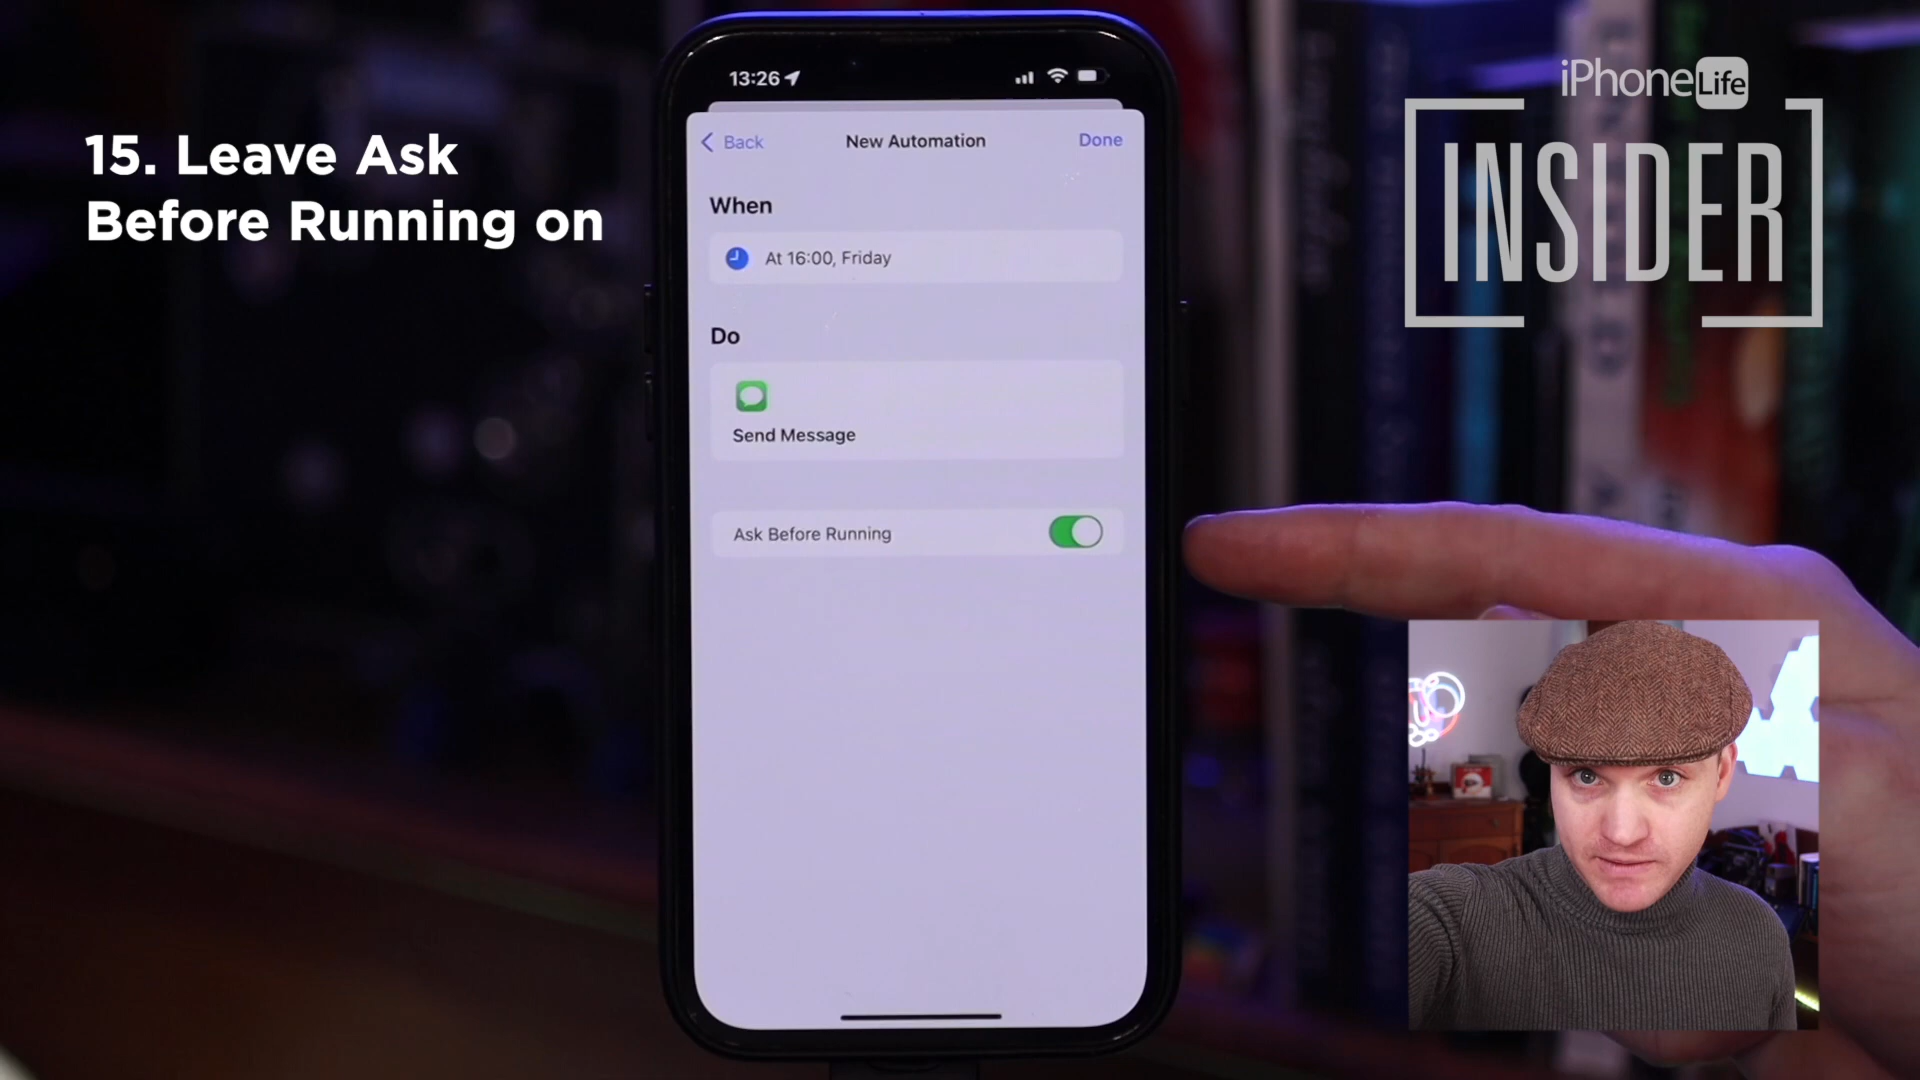 15. Leave Ask
Before Running on
13:26
Back
New Automation
Done
When
At 16:00, Friday
Do
Send Message
Ask Before Running
iPhoneLife
INSIDER